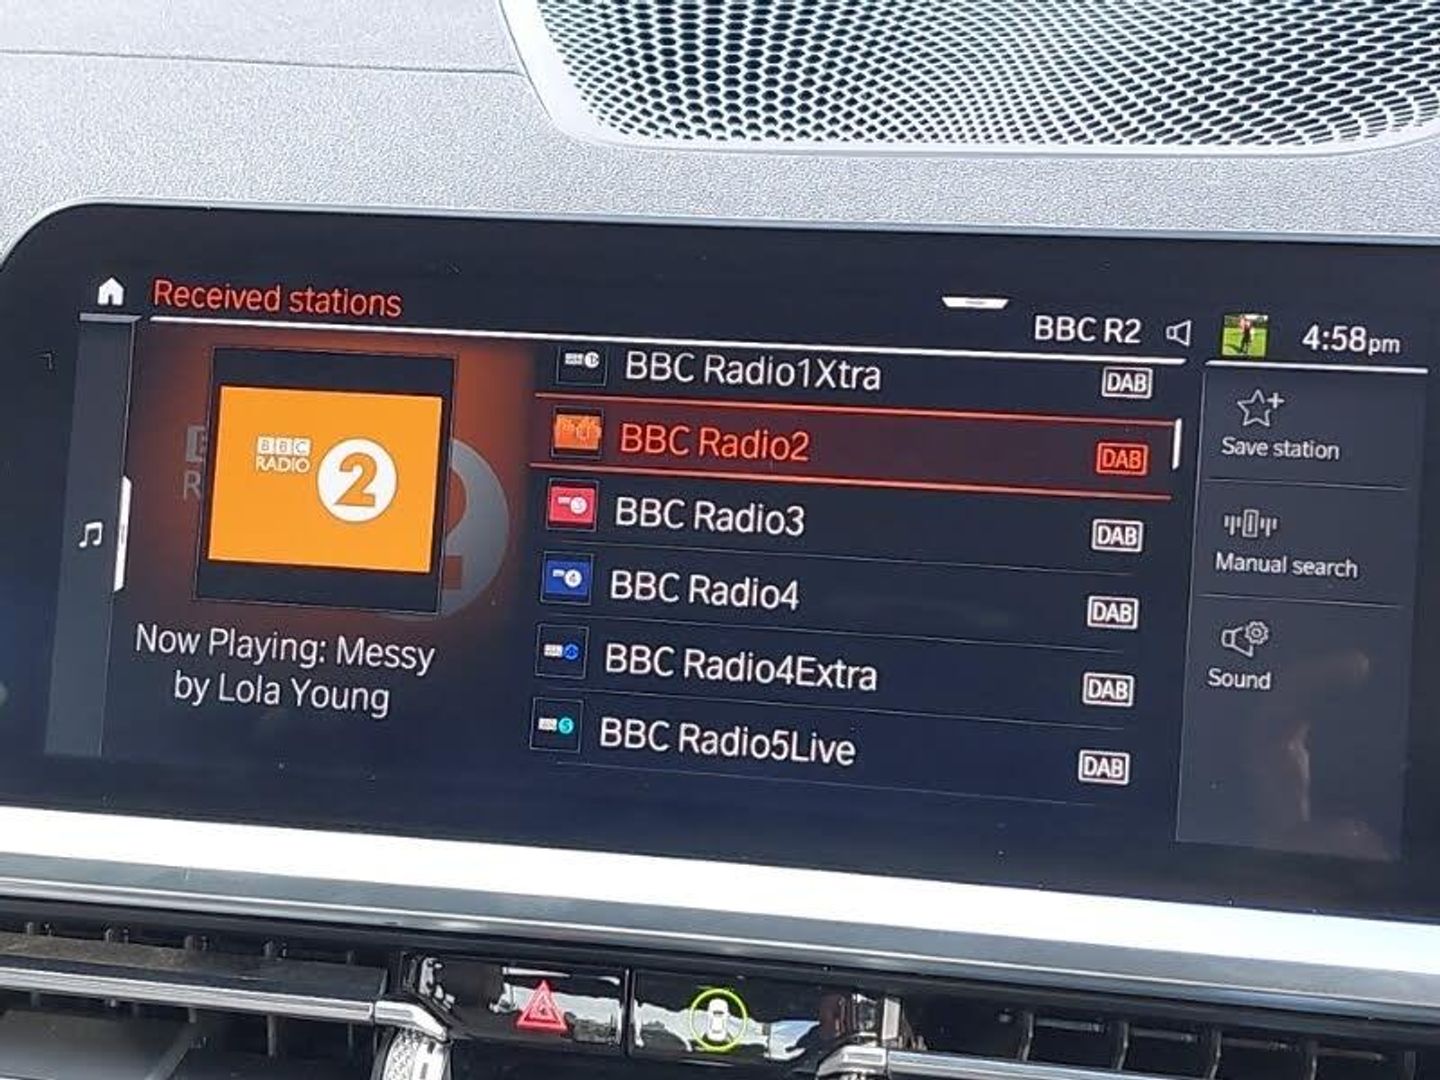 Received stations
BBC R2
4:58pm
BBC Radio1Xtra
DAB
BBC Radio2
DAB
BBC Radio3
DAB
BBC Radio4
DAB
BBC Radio4Extra
DAB
BBC Radio5Live
DAB
BBC
RADIO
2
Now Playing: Messy
by Lola Young
Save station
Manual search
Sound